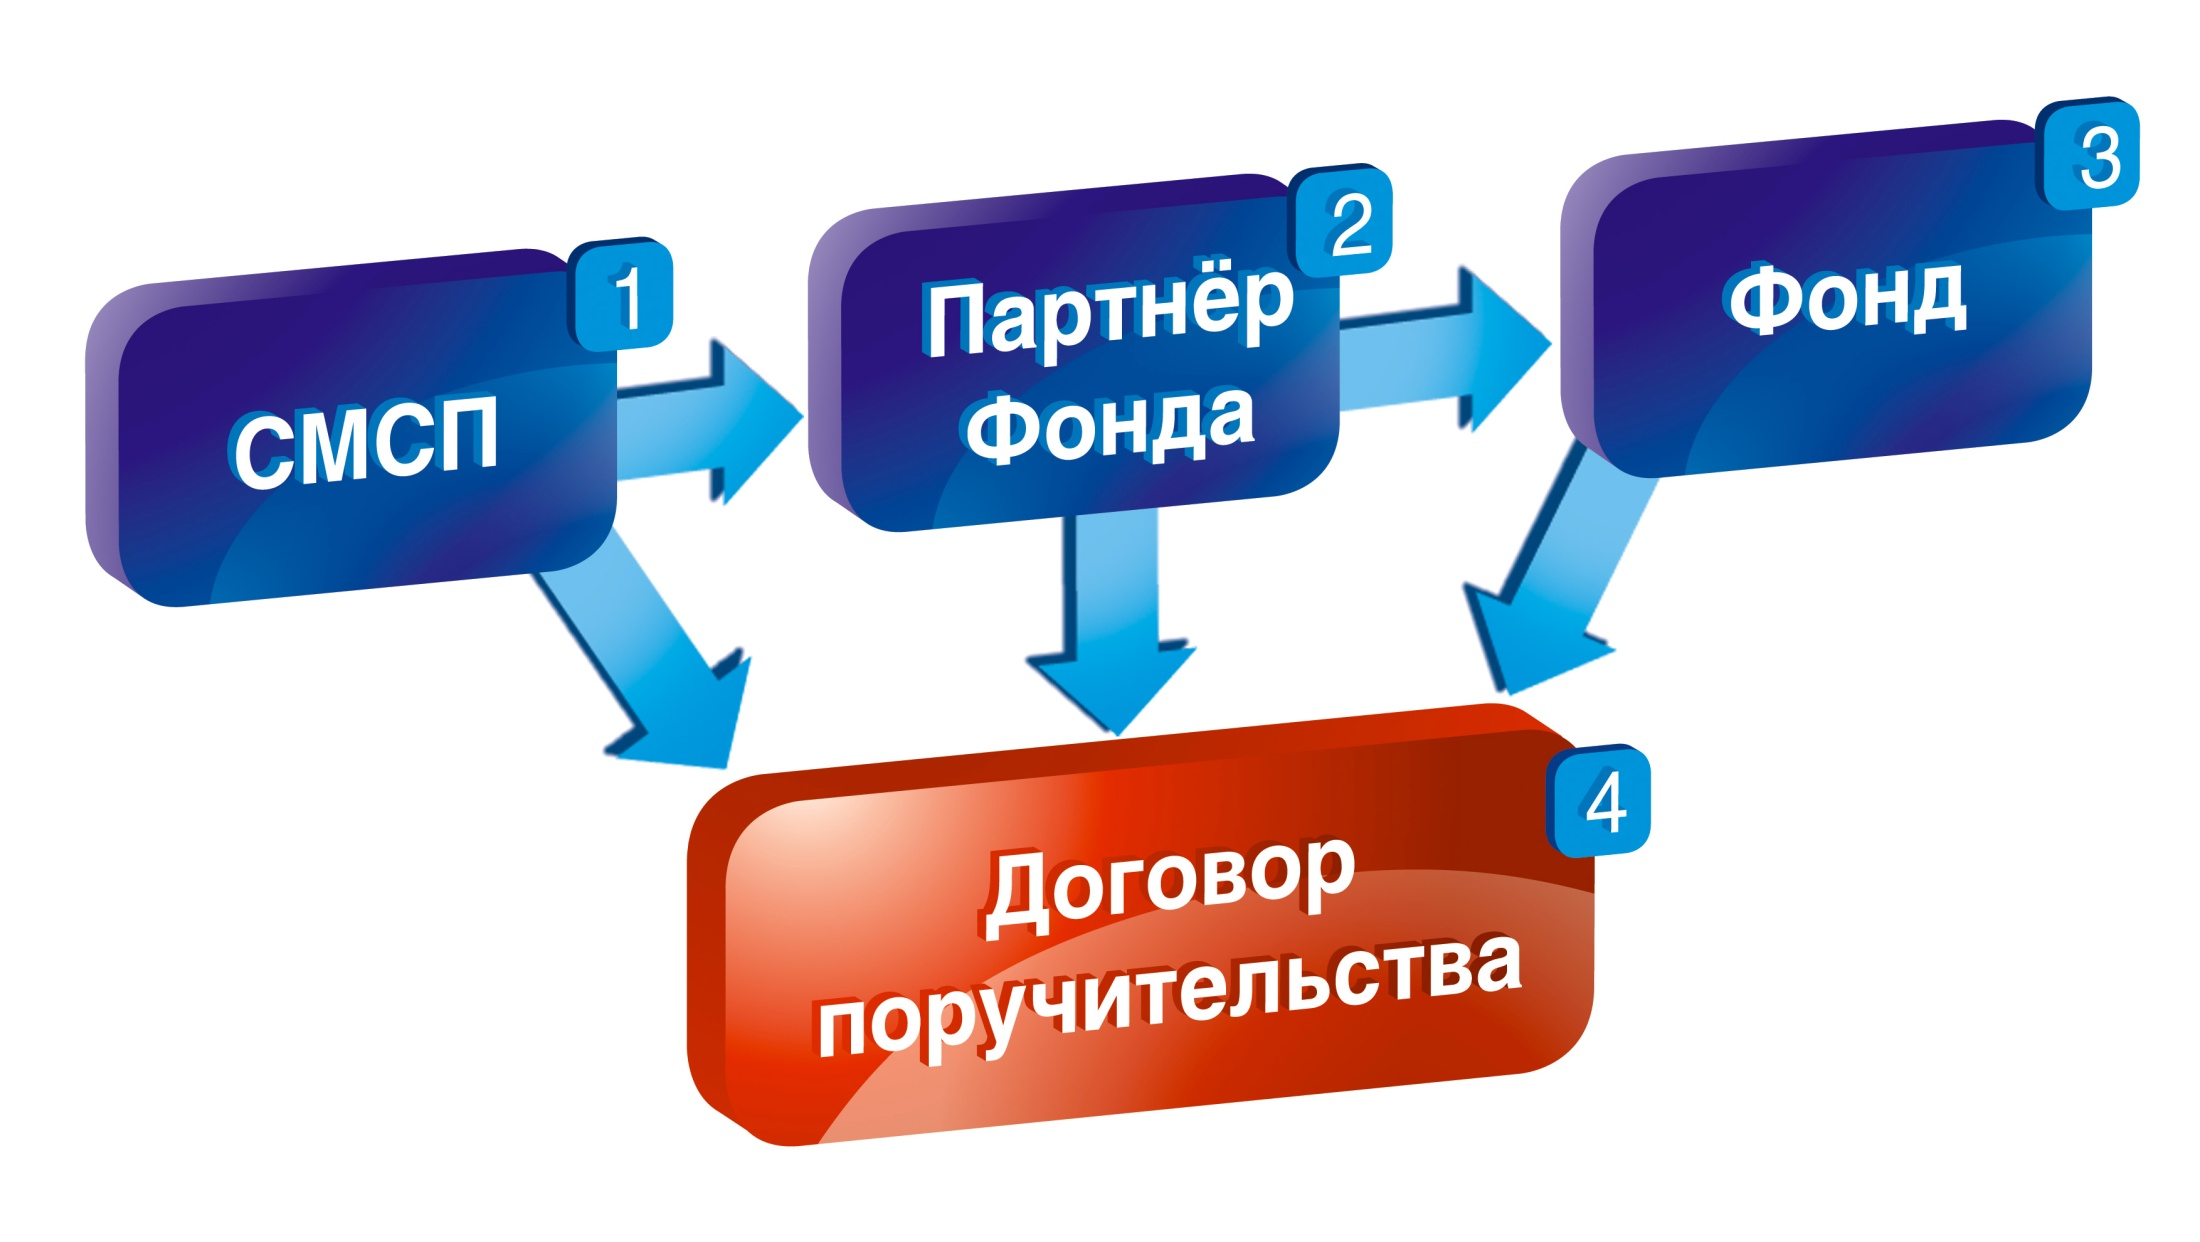 1
СМСП
2
Партнёр
Фонда
3
Фонд
4
Договор
поручительства